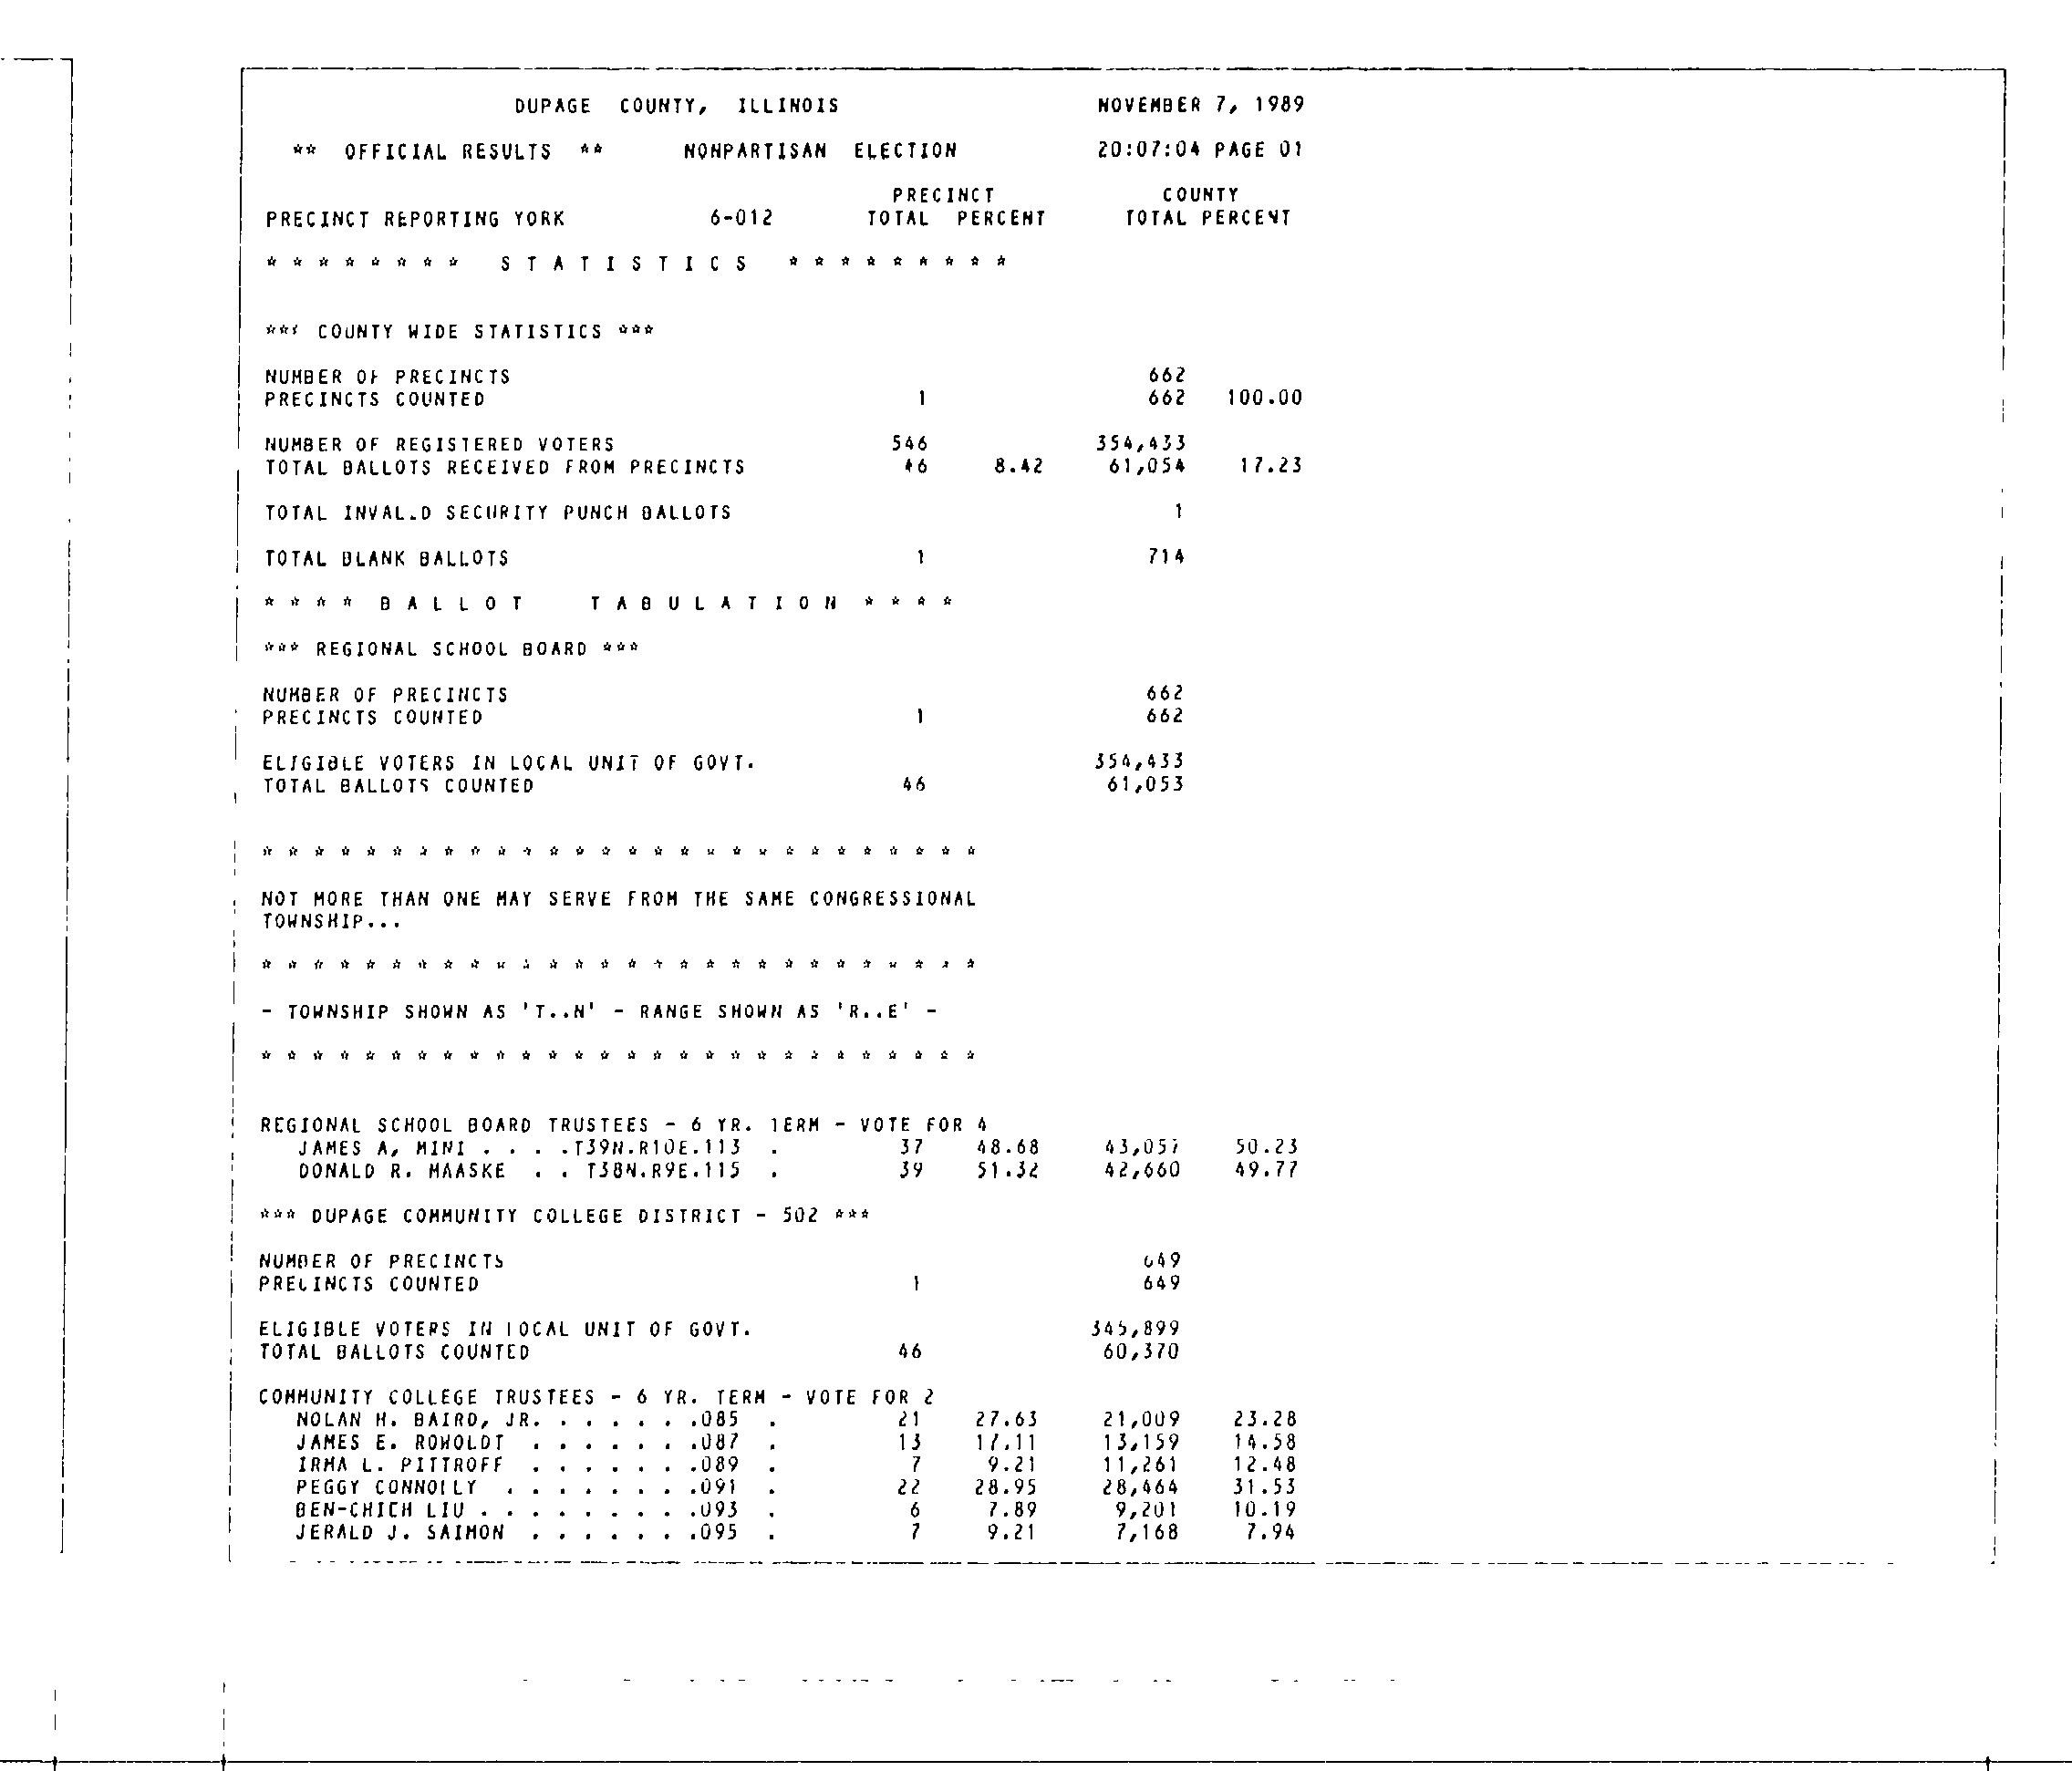 DUPAGE COUNTY, ILLINOIS NOVEMBER 7, 1989
** OFFICIAL RESULTS ** NONPARTISAN ELECTION 20:07:04 PAGE 01
PRECINCT COUNTY
PRECINCT REPORTING YORK 6-012 TOTAL PERCENT TOTAL PERCENT
* * * * * * * * S T A T I S T I C S * * * * * * * * *
*** COUNTY WIDE STATISTICS ***
NUMBER OF PRECINCTS 662
PRECINCTS COUNTED 1 662 100.00
NUMBER OF REGISTERED VOTERS 546 354,433
TOTAL BALLOTS RECEIVED FROM PRECINCTS 46 8.42 61,054 17.23
TOTAL INVALID SECURITY PUNCH BALLOTS 1
TOTAL BLANK BALLOTS 1 714
* * * * B A L L O T T A B U L A T I O N * * * *
*** REGIONAL SCHOOL BOARD ***
NUMBER OF PRECINCTS 662
PRECINCTS COUNTED 1 662
ELIGIBLE VOTERS IN LOCAL UNIT OF GOVT. 354,433
TOTAL BALLOTS COUNTED 46 61,053
* * * * * * * * * * * * * * * * * * * * * * * * * * * *
NOT MORE THAN ONE MAY SERVE FROM THE SAME CONGRESSIONAL
TOWNSHIP...
* * * * * * * * * * * * * * * * * * * * * * * * * * * *
- TOWNSHIP SHOWN AS 'T..N' - RANGE SHOWN AS 'R..E' -
* * * * * * * * * * * * * * * * * * * * * * * * * * * *
REGIONAL SCHOOL BOARD TRUSTEES - 6 YR. TERM - VOTE FOR 4
JAMES A, MINI . . . .T39N.R10E.113 . 37 48.68 43,057 50.23
DONALD R. MAASKE . . T38N.R9E.115 . 39 51.32 42,660 49.77
*** DUPAGE COMMUNITY COLLEGE DISTRICT - 502 ***
NUMBER OF PRECINCTS 649
PRECINCTS COUNTED 1 649
ELIGIBLE VOTERS IN LOCAL UNIT OF GOVT. 345,899
TOTAL BALLOTS COUNTED 46 60,370
COMMUNITY COLLEGE TRUSTEES - 6 YR. TERM - VOTE FOR 2
NOLAN H. BAIRD, JR. . . . . . .085 . 21 27.63 21,009 23.28
JAMES E. ROWOLDT . . . . . . .087 . 13 17.11 13,159 14.58
IRMA L. PITTROFF . . . . . . .089 . 7 9.21 11,261 12.48
PEGGY CONNOLLY . . . . . . . .091 . 22 28.95 28,464 31.53
BEN-CHICH LIU . . . . . . . . .093 . 6 7.89 9,201 10.19
JERALD J. SAIMON . . . . . . .095 . 7 9.21 7,168 7.94